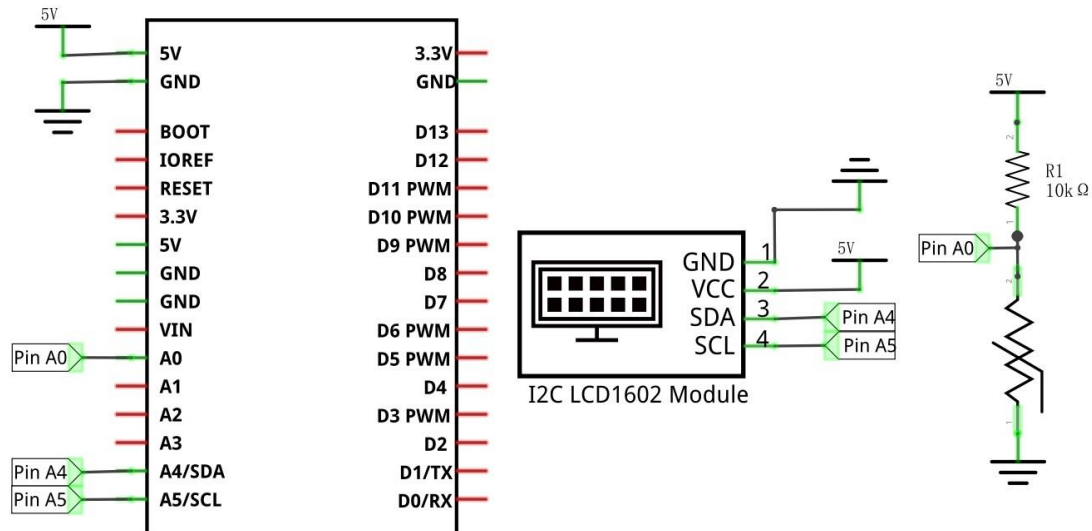 5V
5V
GND
BOOT
IOREF
RESET
3.3V
5V
GND
GND
VIN
A0
A1
A2
A3
A4/SDA
A5/SCL
Pin A0
Pin A4
Pin A5
3.3V
GND
D13
D12
D11 PWM
D10 PWM
D9 PWM
D8
D7
D6 PWM
D5 PWM
D4
D3 PWM
D2
D1/TX
D0/RX
GND 1
VCC 2
SDA 3
SCL 4
5V
Pin A4
Pin A5
I2C LCD1602 Module
5V
2
R1
10kΩ
1
Pin A0
2
1